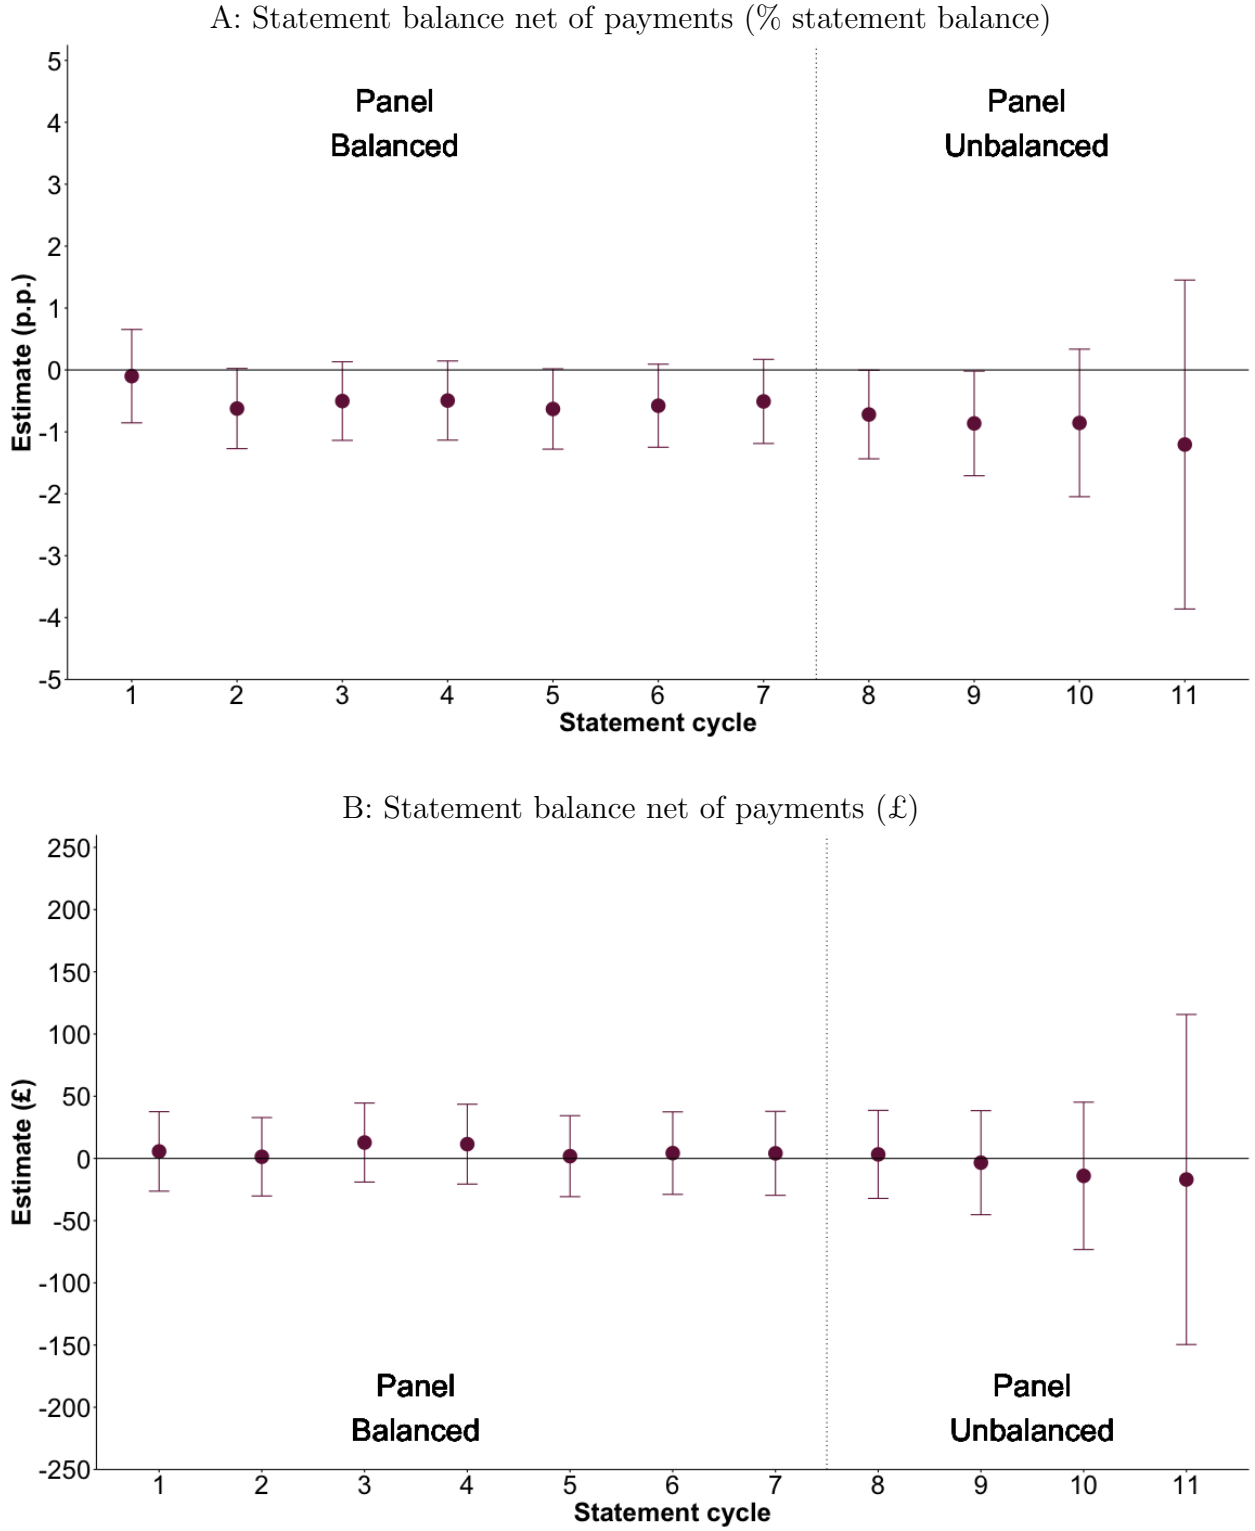 A: Statement balance net of payments (% statement balance)
5
4
3
2
1
0
-1
-2
-3
-4
-5
Estimate (p.p.)
Panel
Balanced
Panel
Unbalanced
1 2 3 4 5 6 7 8 9 10 11
Statement cycle
B: Statement balance net of payments (£)
250
200
150
100
50
0
-50
-100
-150
-200
-250
Estimate (£)
Panel
Balanced
Panel
Unbalanced
1 2 3 4 5 6 7 8 9 10 11
Statement cycle